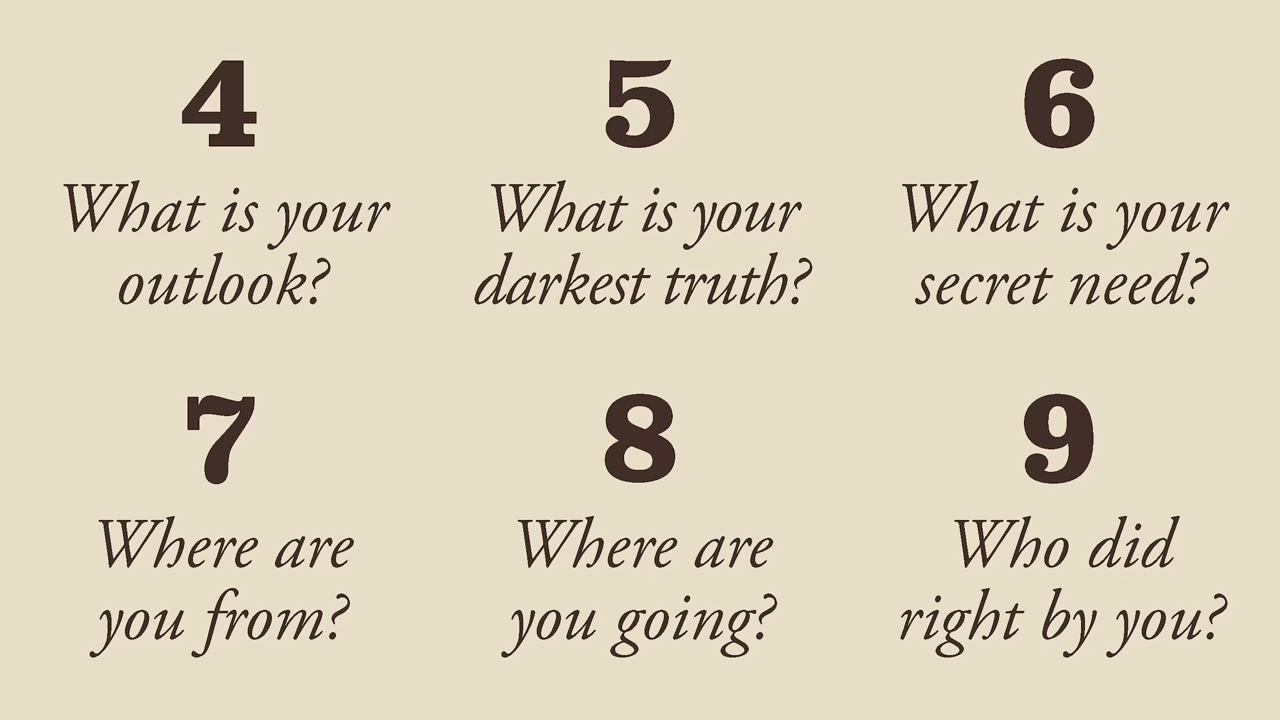 4
What is your
outlook?
5
What is your
darkest truth?
6
What is your
secret need?
7
Where are
you from?
8
Where are
you going?
9
Who did
right by you?